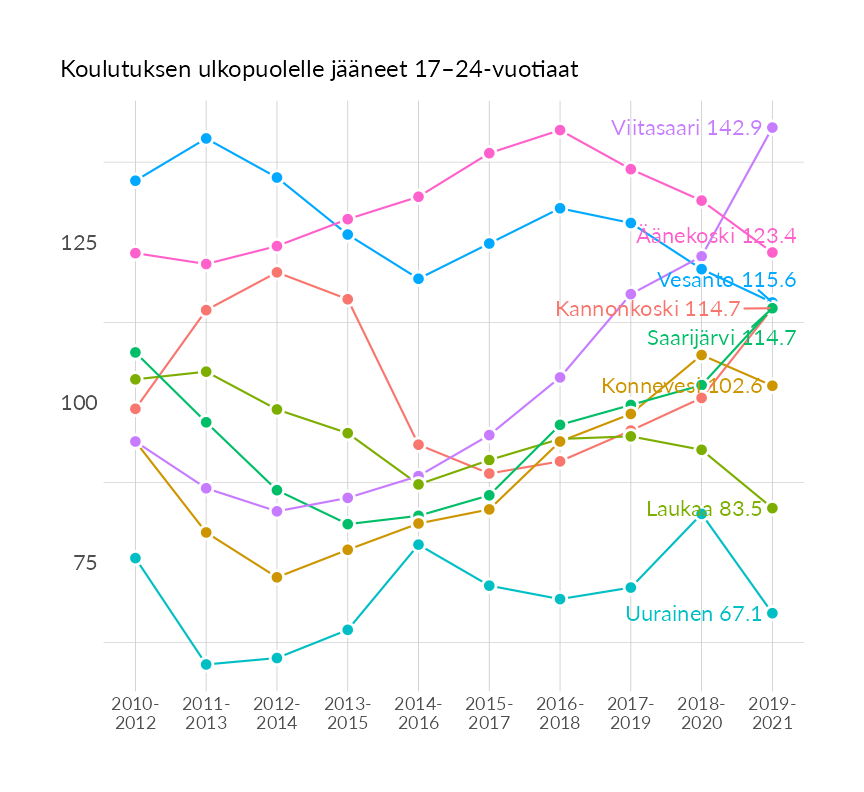 Koulutuksen ulkopuolelle jääneet 17–24-vuotiaat
Viitasaari 142.9
Äänekoski 123.4
125
Vesanto 115.6
Kannonkoski 114.7
Saarijärvi 114.7
Konnevesi 102.6
100
Laukaa 83.5
75
Uurainen 67.1
2010- 2011- 2012- 2013- 2014- 2015- 2016- 2017- 2018- 2019-
2012 2013 2014 2015 2016 2017 2018 2019 2020 2021